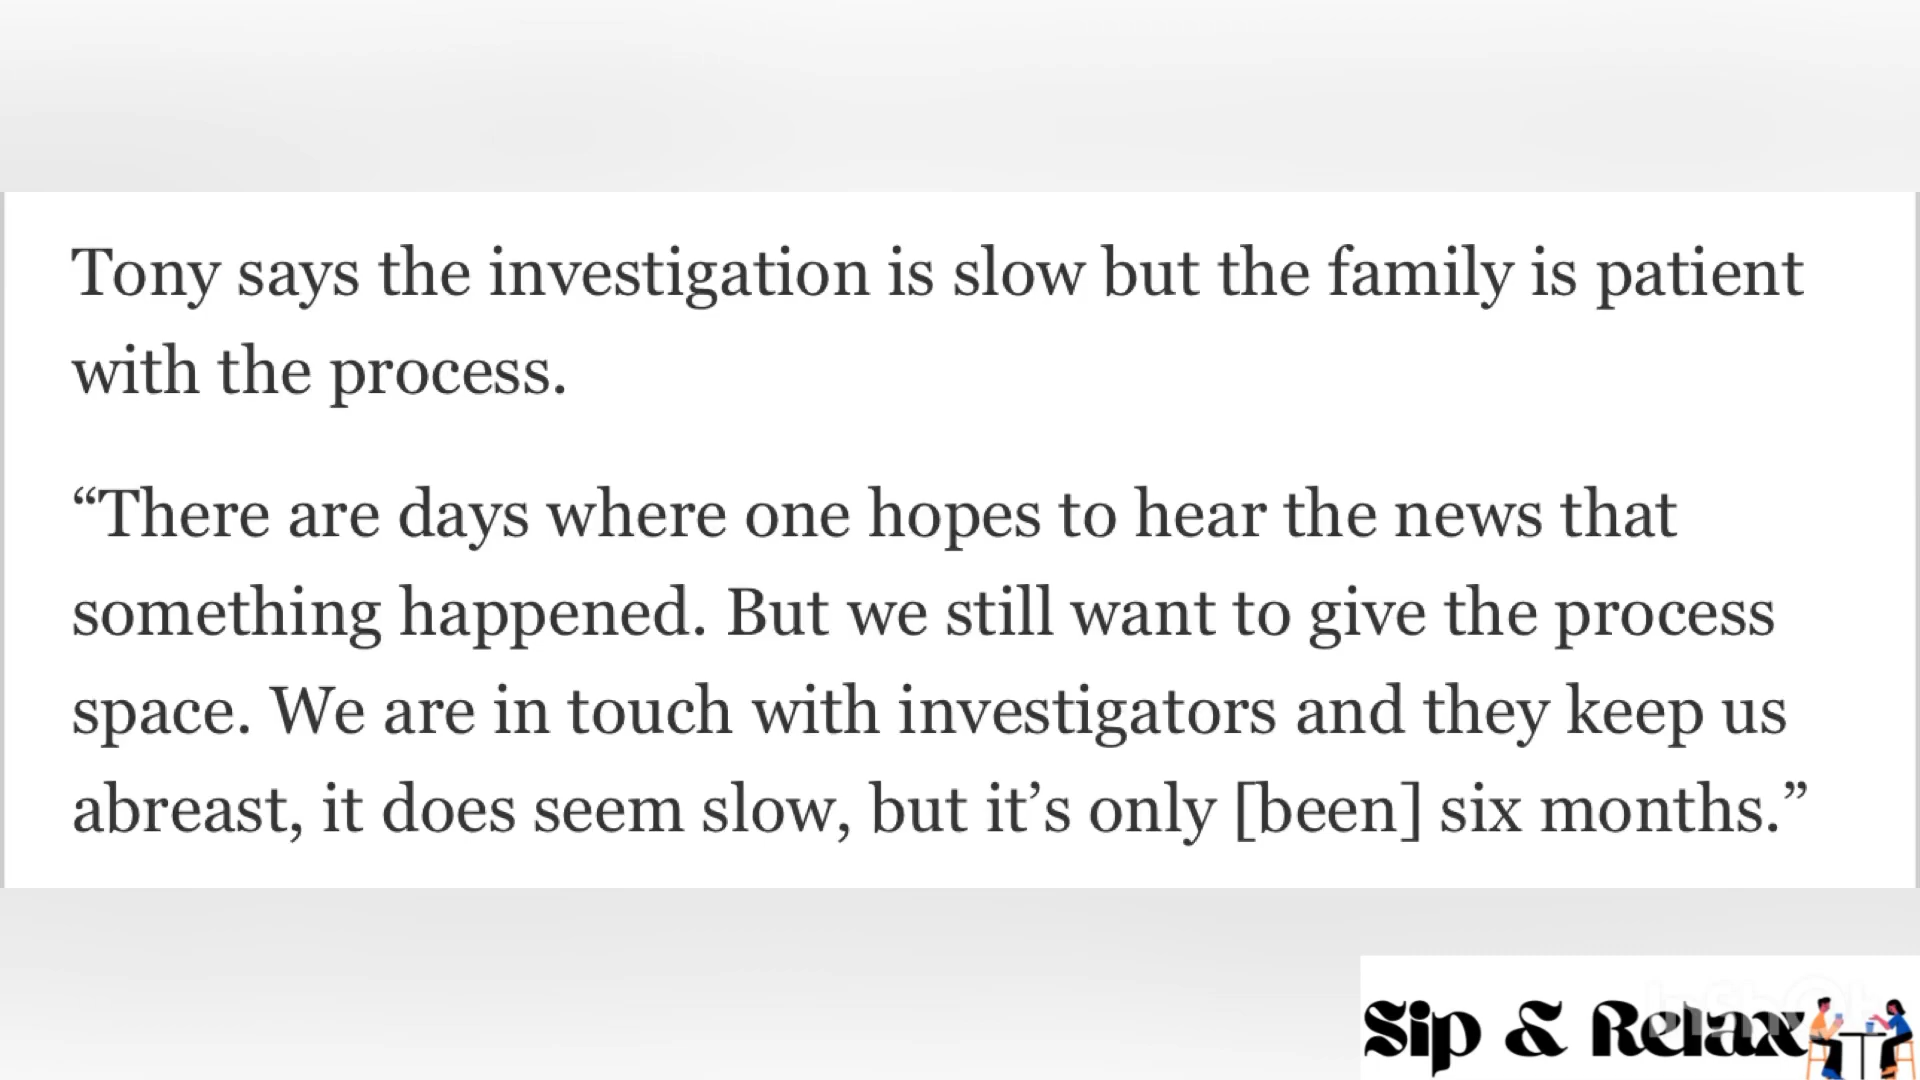 Tony says the investigation is slow but the family is patient
with the process.
“There are days where one hopes to hear the news that
something happened. But we still want to give the process
space. We are in touch with investigators and they keep us
abreast, it does seem slow, but it’s only [been] six months.”
Sip & Relax